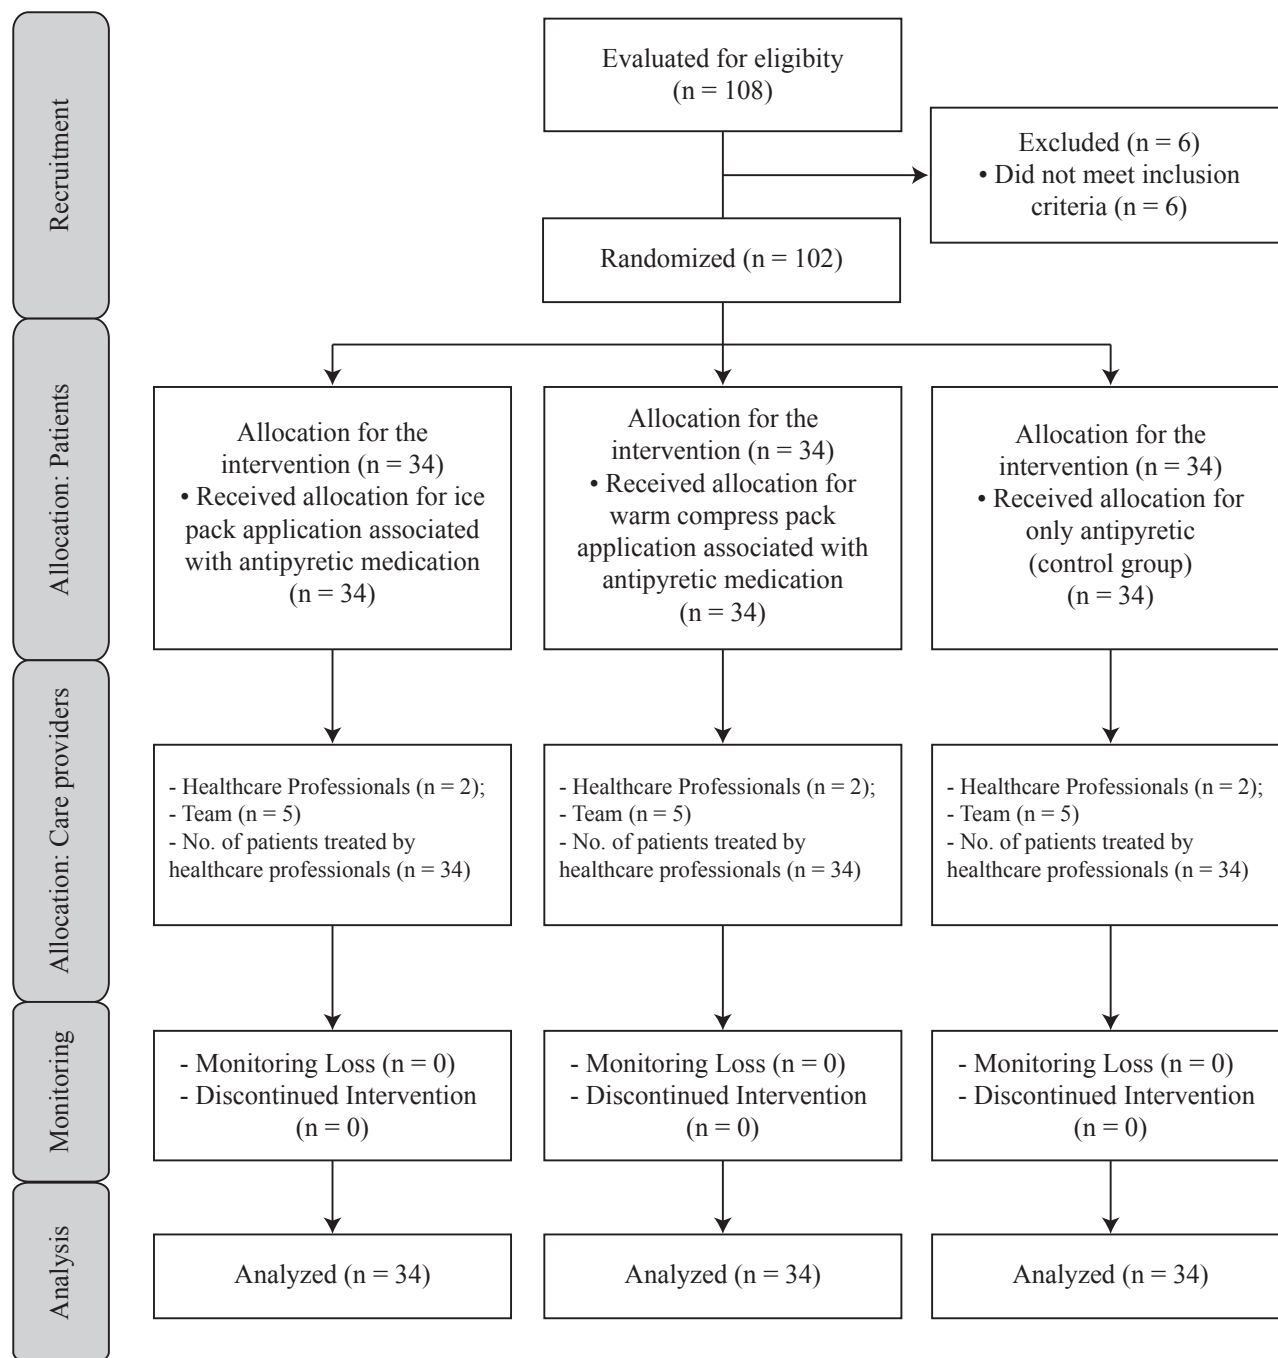 Recruitment
Evaluated for eligibity
(n = 108)
Excluded (n = 6)
• Did not meet inclusion
criteria (n = 6)
Randomized (n = 102)
Allocation: Patients
Allocation for the
intervention (n = 34)
• Received allocation for ice
pack application associated
with antipyretic medication
(n = 34)
Allocation for the
intervention (n = 34)
• Received allocation for
warm compress pack
application associated with
antipyretic medication
(n = 34)
Allocation for the
intervention (n = 34)
• Received allocation for
only antipyretic
(control group)
(n = 34)
Allocation: Care providers
- Healthcare Professionals (n = 2);
- Team (n = 5)
- No. of patients treated by
healthcare professionals (n = 34)
- Healthcare Professionals (n = 2);
- Team (n = 5)
- No. of patients treated by
healthcare professionals (n = 34)
- Healthcare Professionals (n = 2);
- Team (n = 5)
- No. of patients treated by
healthcare professionals (n = 34)
Monitoring
- Monitoring Loss (n = 0)
- Discontinued Intervention
(n = 0)
- Monitoring Loss (n = 0)
- Discontinued Intervention
(n = 0)
- Monitoring Loss (n = 0)
- Discontinued Intervention
(n = 0)
Analysis
Analyzed (n = 34)
Analyzed (n = 34)
Analyzed (n = 34)